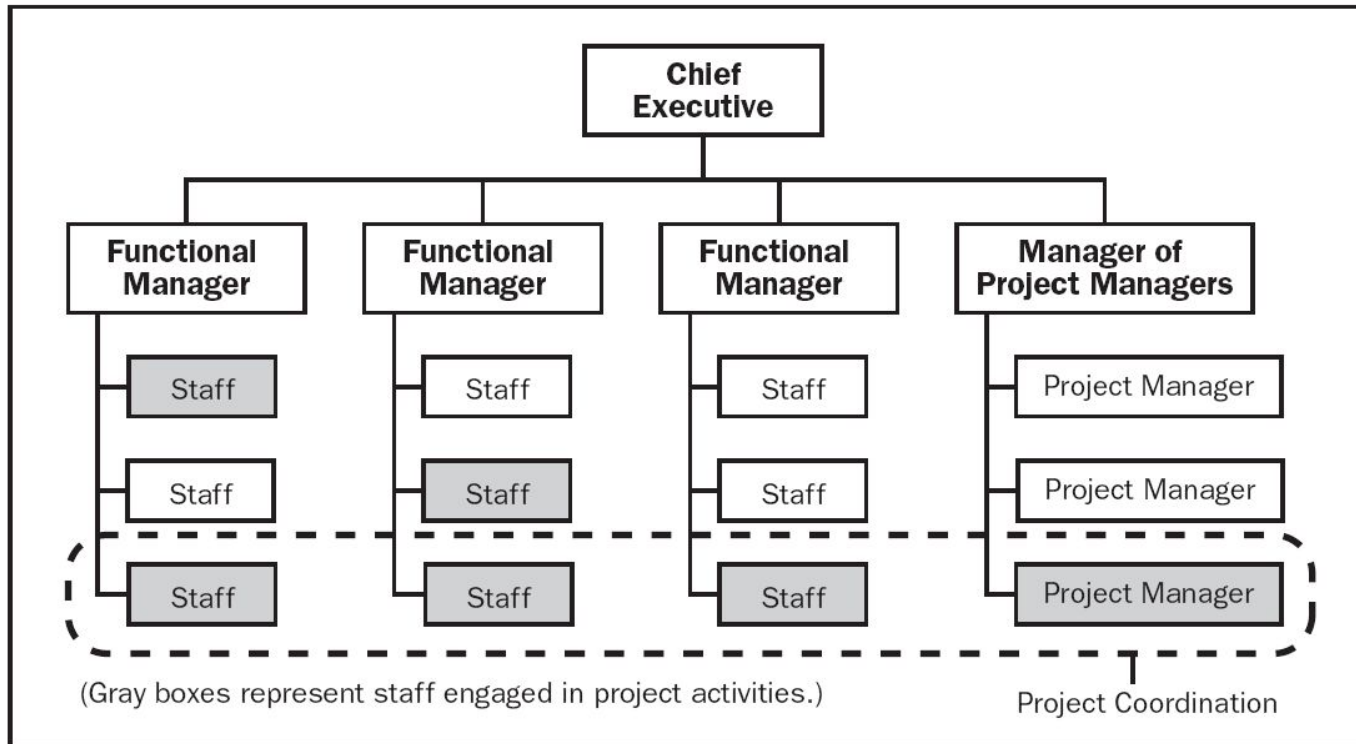 Chief
Executive
Functional
Manager
Functional
Manager
Functional
Manager
Manager of
Project Managers
Staff
Staff
Staff
Project Manager
Staff
Staff
Staff
Project Manager
Staff
Staff
Staff
Project Manager
(Gray boxes represent staff engaged in project activities.)
Project Coordination